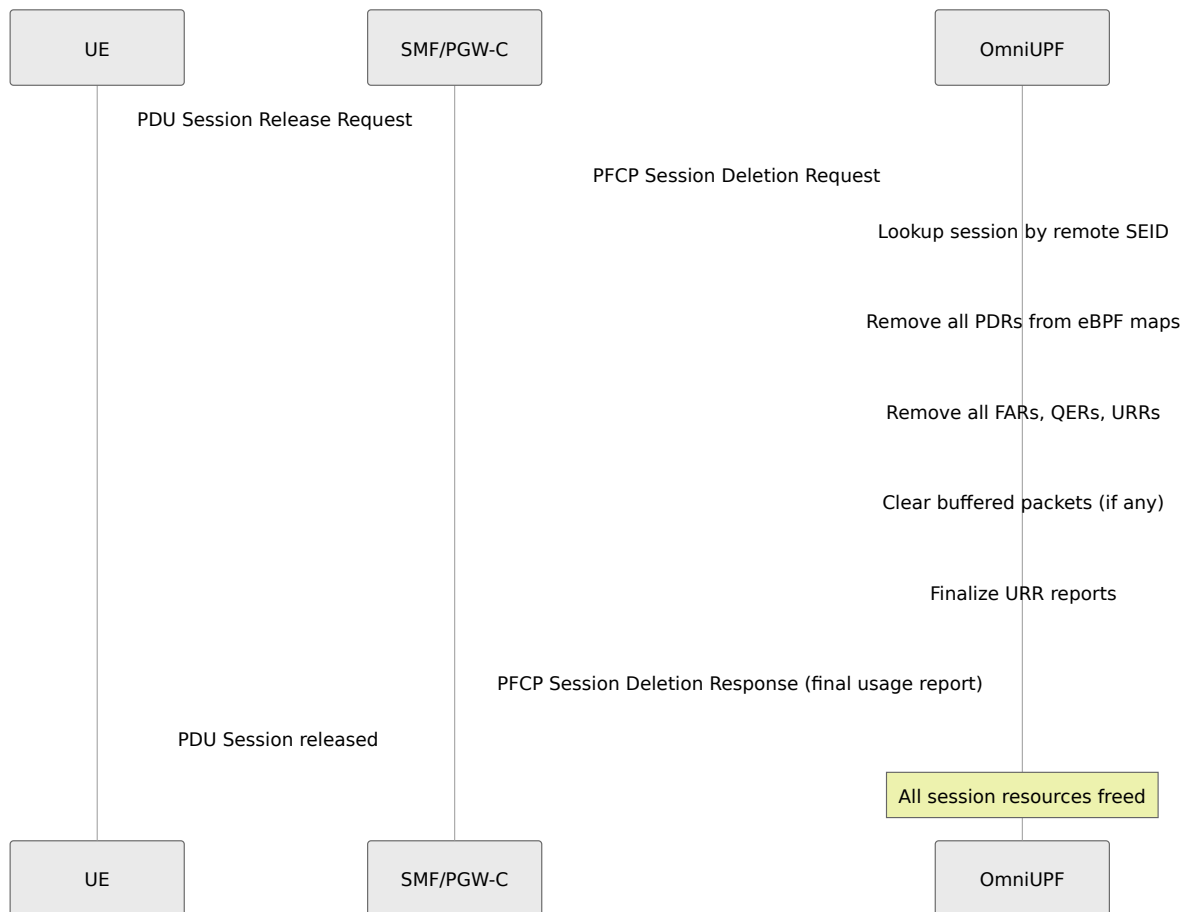 UE
SMF/PGW-C
OmniUPF
PDU Session Release Request
PFCP Session Deletion Request
Lookup session by remote SEID
Remove all PDRs from eBPF maps
Remove all FARs, QERs, URRs
Clear buffered packets (if any)
Finalize URR reports
PFCP Session Deletion Response (final usage report)
PDU Session released
All session resources freed
UE
SMF/PGW-C
OmniUPF